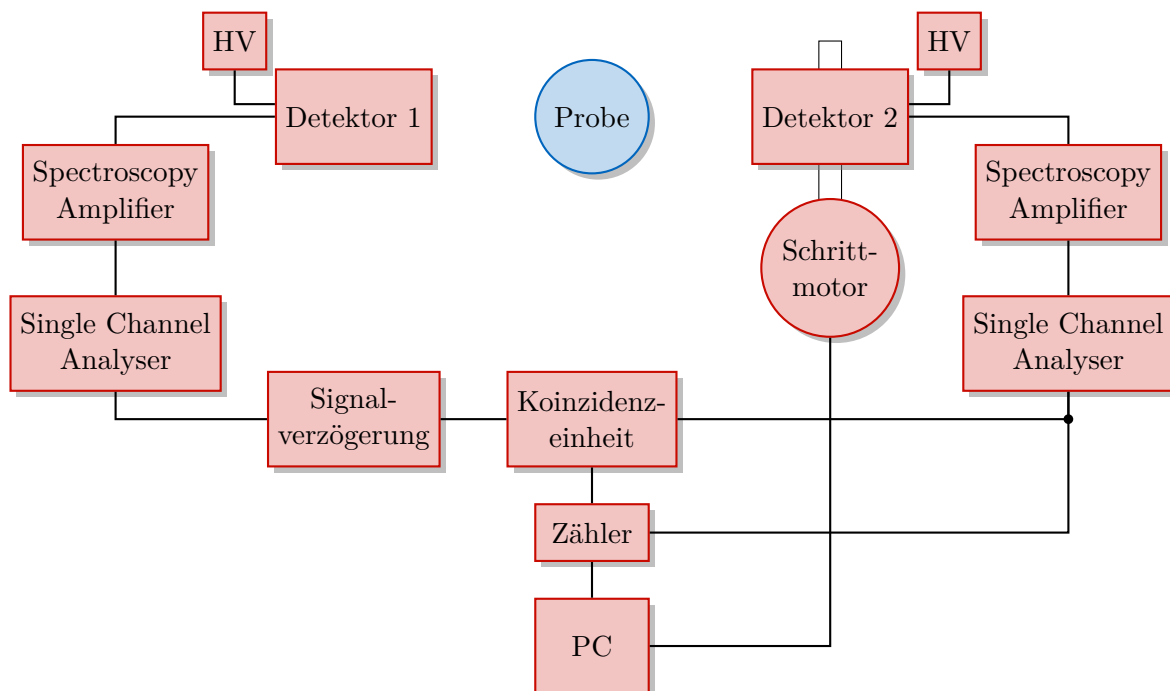 HV
HV
Detektor 1
Probe
Detektor 2
Spectroscopy
Amplifier
Spectroscopy
Amplifier
Schritt-
motor
Single Channel
Analyser
Single Channel
Analyser
Signal-
verzögerung
Koinzidenz-
einheit
Zähler
PC